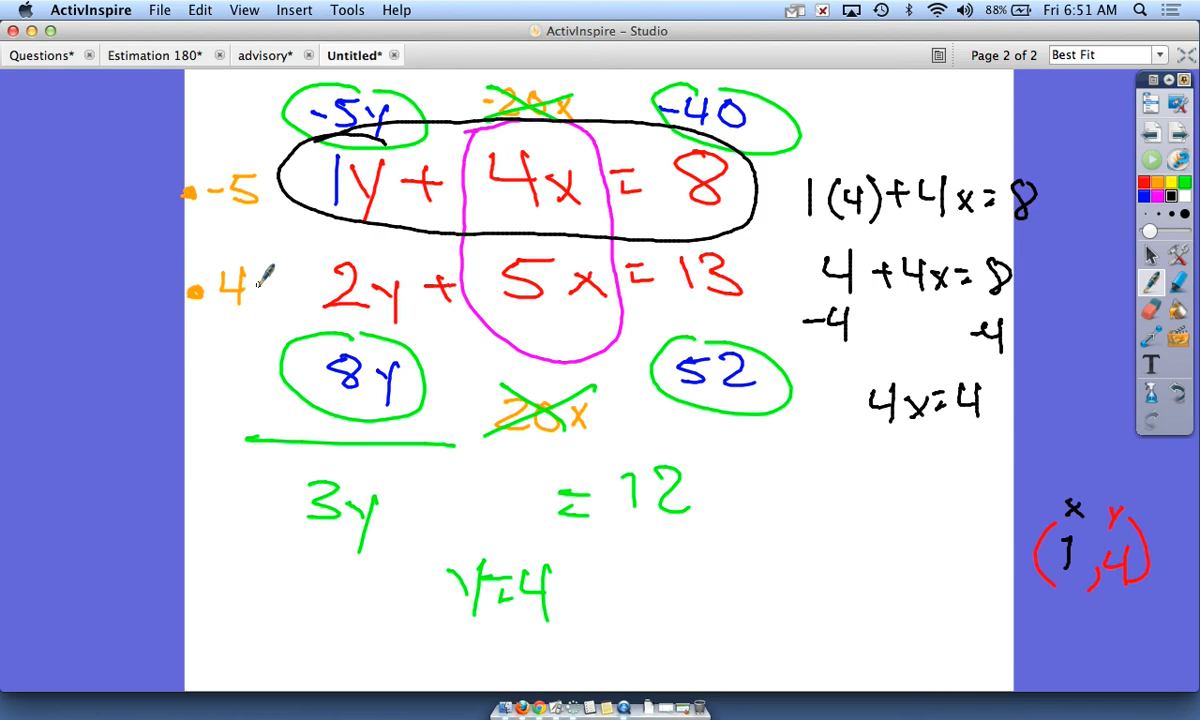 ActivInspire File Edit View Insert Tools Help 88% Fri 6:51 AM
ActivInspire – Studio
Questions* Estimation 180* advisory* Untitled* Page 2 of 2 Best Fit
-5y -20x -40
• -5 1y + 4x = 8
• 4 2y + 5x = 13
8y 20x 52
3y = 12
y=4
1(4)+4x=8
4 +4x=8
-4 -4
4x=4
x y
(1,4)
T